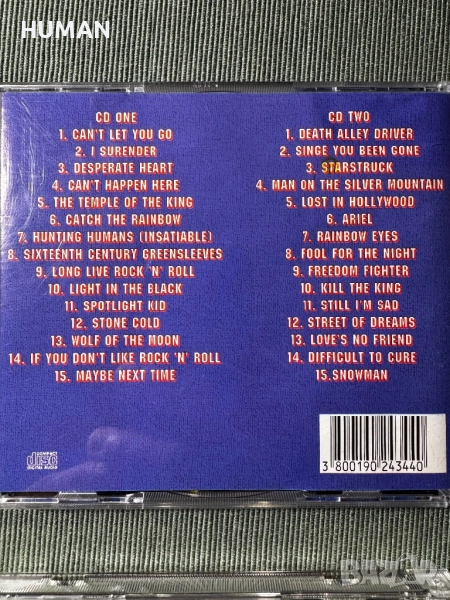 HUMAN
CD ONE
1. CAN'T LET YOU GO
2. I SURENDER
3. DESPERATE HEART
4. CAN'T HAPPEN HERE
5. THE TEMPLE OF THE KING
6. CATCH THE RAINBOW
7. HUNTING HUMANS (INSATIABLE)
8. SIXTEENTH CENTURY GREENSLEEVES
9. LONG LIVE ROCK 'N' ROLL
10. LIGHT IN THE BLACK
11. SPOTLIGHT KID
12. STONE COLD
13. WOLF OF THE MOON
14. IF YOU DON'T LIKE ROCK 'N' ROLL
15. MAYBE NEXT TIME
CD TWO
1. DEATH ALLEY DRIVER
2. SINGE YOU BEEN GONE
3. STARSTRUCK
4. MAN ON THE SILVER MOUNTAIN
5. LOST IN HOLLYWOOD
6. ARIEL
7. RAINBOW EYES
8. FOOL FOR THE NIGHT
9. FREEDOM FIGHTER
10. KILL THE KING
11. STILL I'M SAD
12. STREET OF DREAMS
13. LOVE'S NO FRIEND
14. DIFFICULT TO CURE
15.SNOWMAN
COMPACT
disc
DIGITAL AUDIO
3 800190 243440